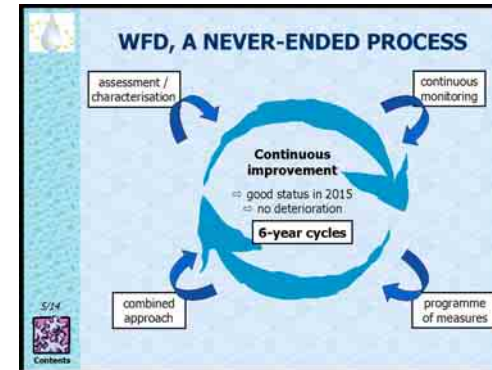 WFD, A NEVER-ENDED PROCESS
assessment /
characterisation
continuous
monitoring
Continuous
improvement
⇨ good status in 2015
⇨ no deterioration
6-year cycles
combined
approach
programme
of measures
5/14
Contents